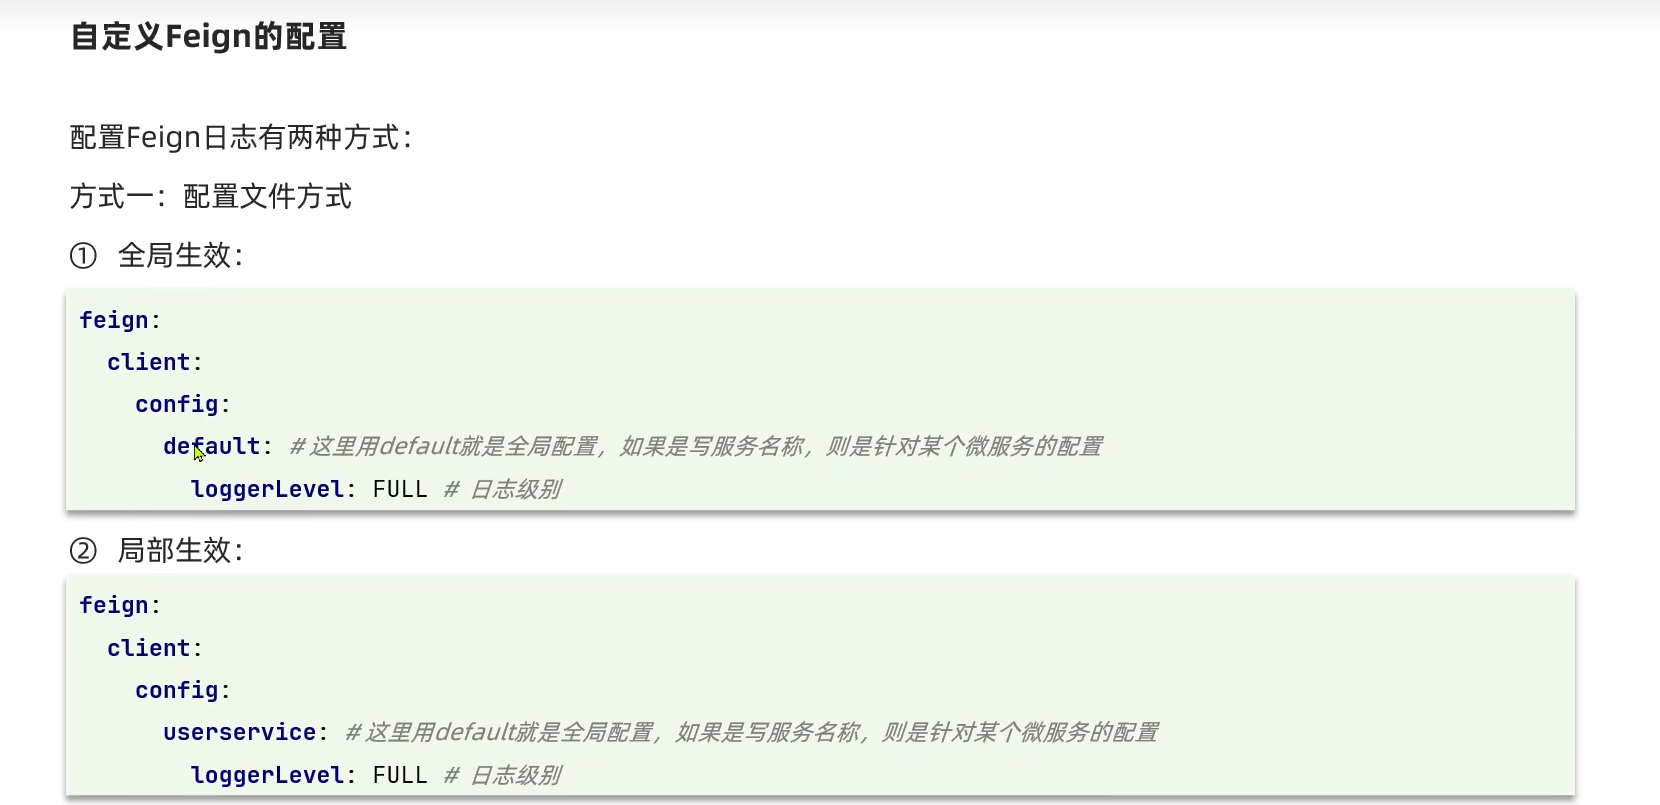 自定义Feign的配置
配置Feign日志有两种方式：
方式一：配置文件方式
① 全局生效：
feign:
  client:
    config:
      default: # 这里用default就是全局配置，如果是写服务名称，则是针对某个微服务的配置
        loggerLevel: FULL # 日志级别
② 局部生效：
feign:
  client:
    config:
      userservice: # 这里用default就是全局配置，如果是写服务名称，则是针对某个微服务的配置
        loggerLevel: FULL # 日志级别